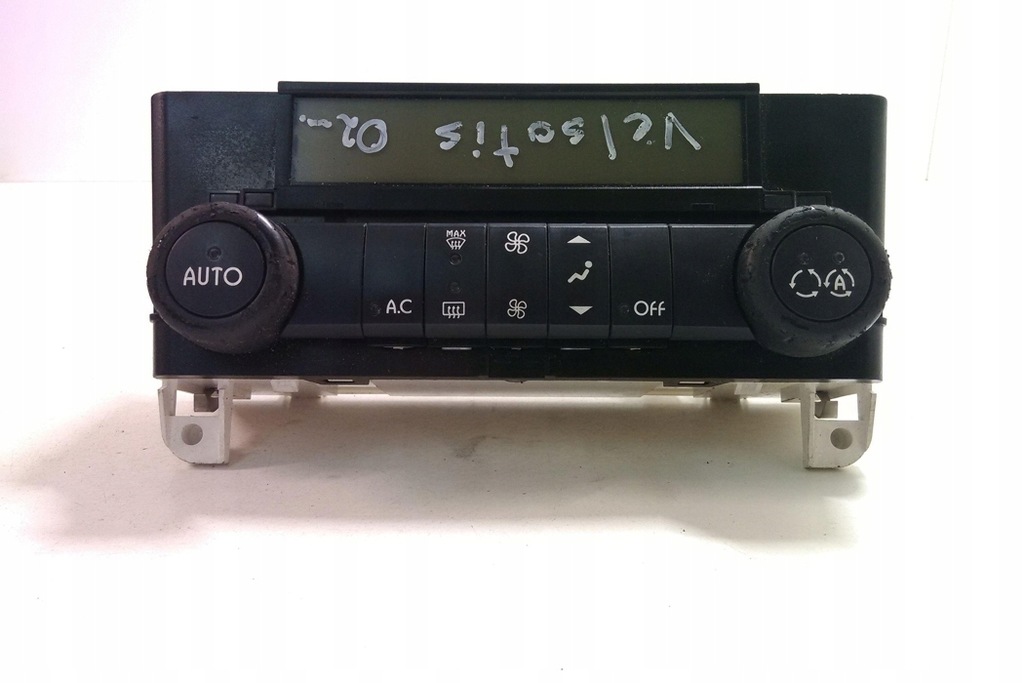 Velsatis 02-
MAX
AUTO
A.C
Off
A